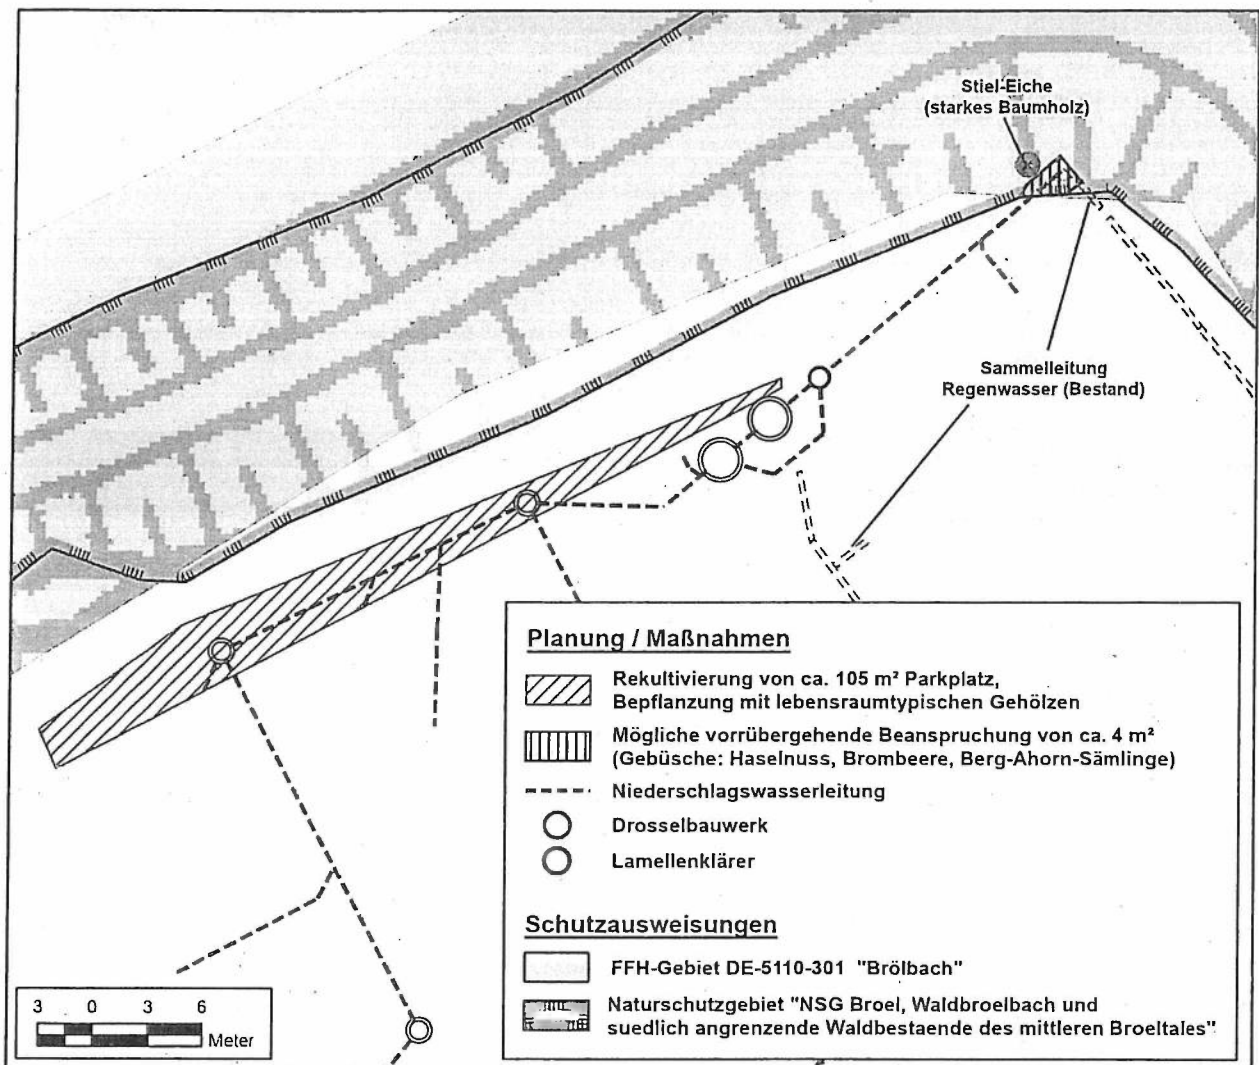 Stiel-Eiche
(starkes Baumholz)
Sammelleitung
Regenwasser (Bestand)
Planung / Maßnahmen
Rekultivierung von ca. 105 m² Parkplatz,
Bepflanzung mit lebensraumtypischen Gehölzen
Mögliche vorrübergehende Beanspruchung von ca. 4 m²
(Gebüsche: Haselnuss, Brombeere, Berg-Ahorn-Sämlinge)
Niederschlagswasserleitung
Drosselbauwerk
Lamellenklärer
Schutzausweisungen
FFH-Gebiet DE-5110-301 "Brölbach"
Naturschutzgebiet "NSG Broel, Waldbroelbach und
suedlich angrenzende Waldbestaende des mittleren Broeltales"
3 0 3 6
Meter